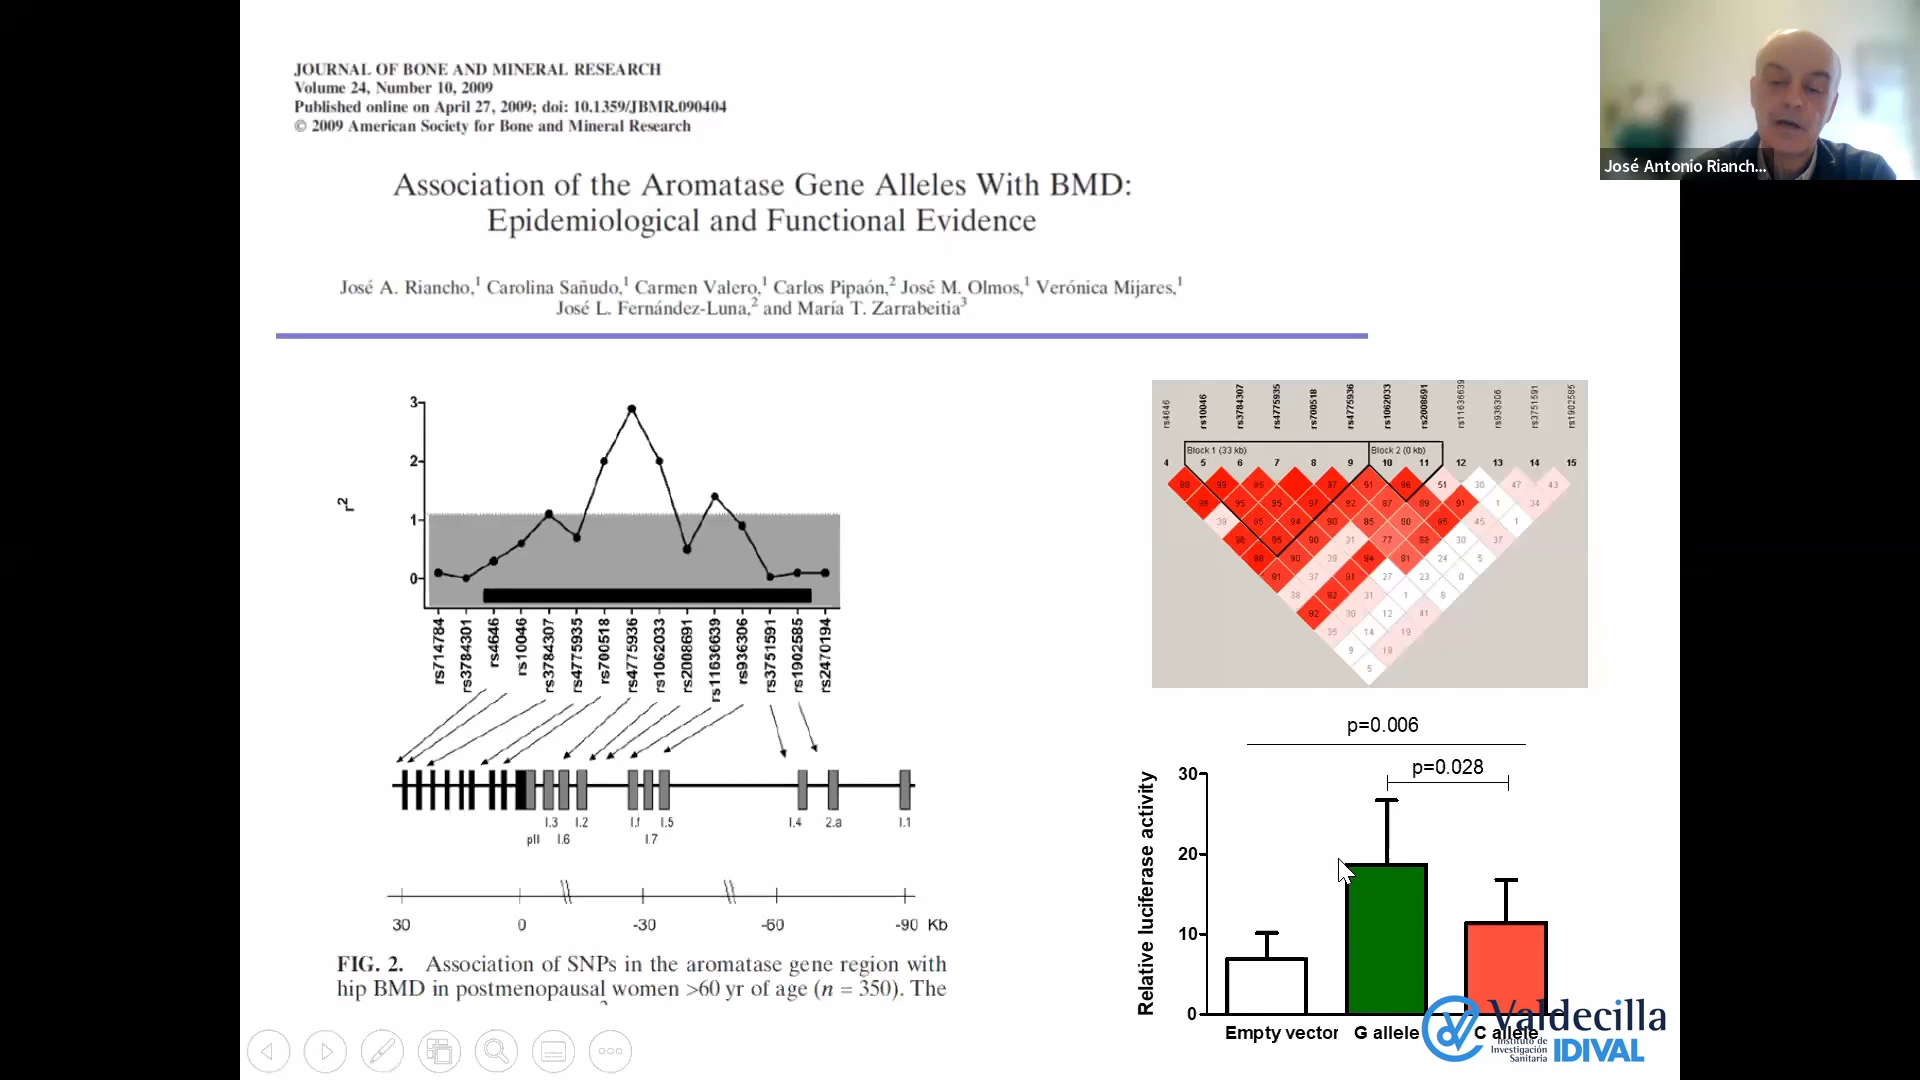 JOURNAL OF BONE AND MINERAL RESEARCH
Volume 24, Number 10, 2009
Published online on April 27, 2009; doi: 10.1359/JBMR.090404
© 2009 American Society for Bone and Mineral Research
José Antonio Rianch...
Association of the Aromatase Gene Alleles With BMD:
Epidemiological and Functional Evidence
José A. Riancho,1 Carolina Sañudo,1 Carmen Valero,1 Carlos Pipaón,2 José M. Olmos,1 Verónica Mijares,1
José L. Fernández-Luna,2 and María T. Zarrabeitia3
r2
3
2
1
0
rs714784
rs3784301
rs4646
rs10046
rs3784307
rs4775935
rs700518
rs4775936
rs1062033
rs2008691
rs11636639
rs936306
rs3751591
rs1902585
rs2470194
I.3 I.2 I.f I.5 I.4 2.a I.1
pII I.6 I.7
30 0 -30 -60 -90 Kb
FIG. 2. Association of SNPs in the aromatase gene region with
hip BMD in postmenopausal women >60 yr of age (n = 350). The
rs4646
rs10046
rs3784307
rs4775935
rs700518
rs4775936
rs1062033
rs2008691
rs11636639
rs936306
rs3751591
rs1902585
Block 1 (33 kb)
Block 2 (0 kb)
4 5 6 7 8 9 10 11 12 13 14 15
p=0.006
p=0.028
Relative luciferase activity
30
20
10
0
Empty vector G allele C allele
Valdecilla
Instituto de
Investigación
Sanitaria
IDIVAL